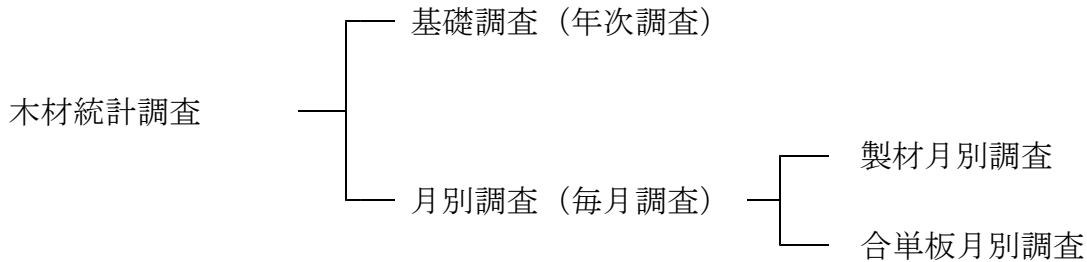 木材統計調査
基礎調査（年次調査）
月別調査（毎月調査）
製材月別調査
合単板月別調査